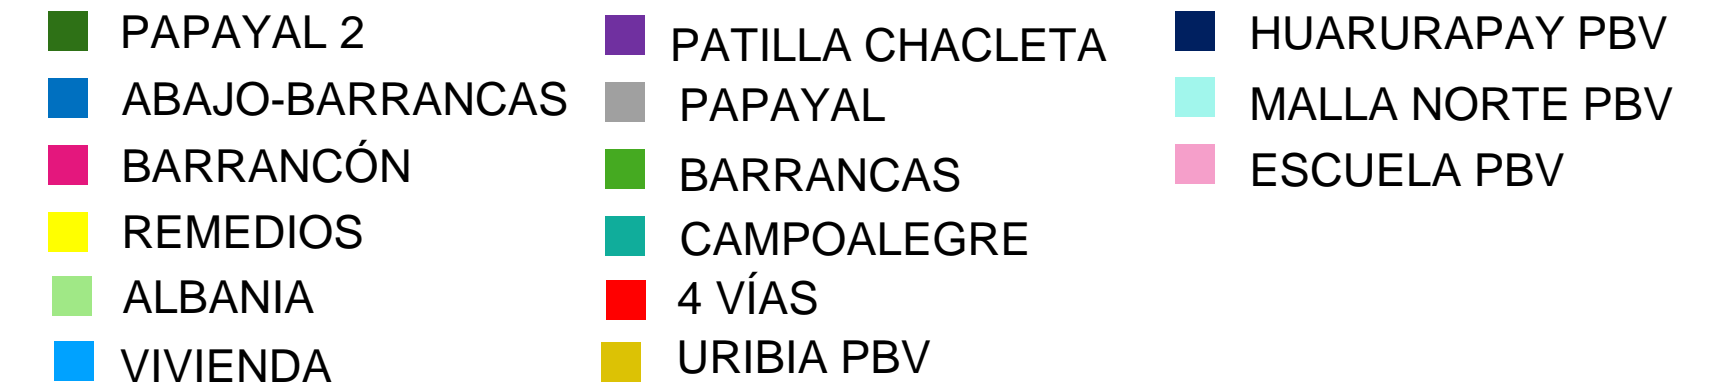 PAPAYAL 2
ABAJO-BARRANCAS
BARRANCÓN
REMEDIOS
ALBANIA
VIVIENDA
PATILLA CHACLETA
PAPAYAL
BARRANCAS
CAMPOALEGRE
4 VÍAS
URIBIA PBV
HUARURAPAY PBV
MALLA NORTE PBV
ESCUELA PBV